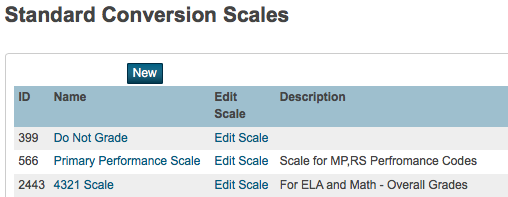 Standard Conversion Scales
New
ID Name Edit Scale Description
399 Do Not Grade Edit Scale
566 Primary Performance Scale Edit Scale Scale for MP,RS Perfromance Codes
2443 4321 Scale Edit Scale For ELA and Math - Overall Grades